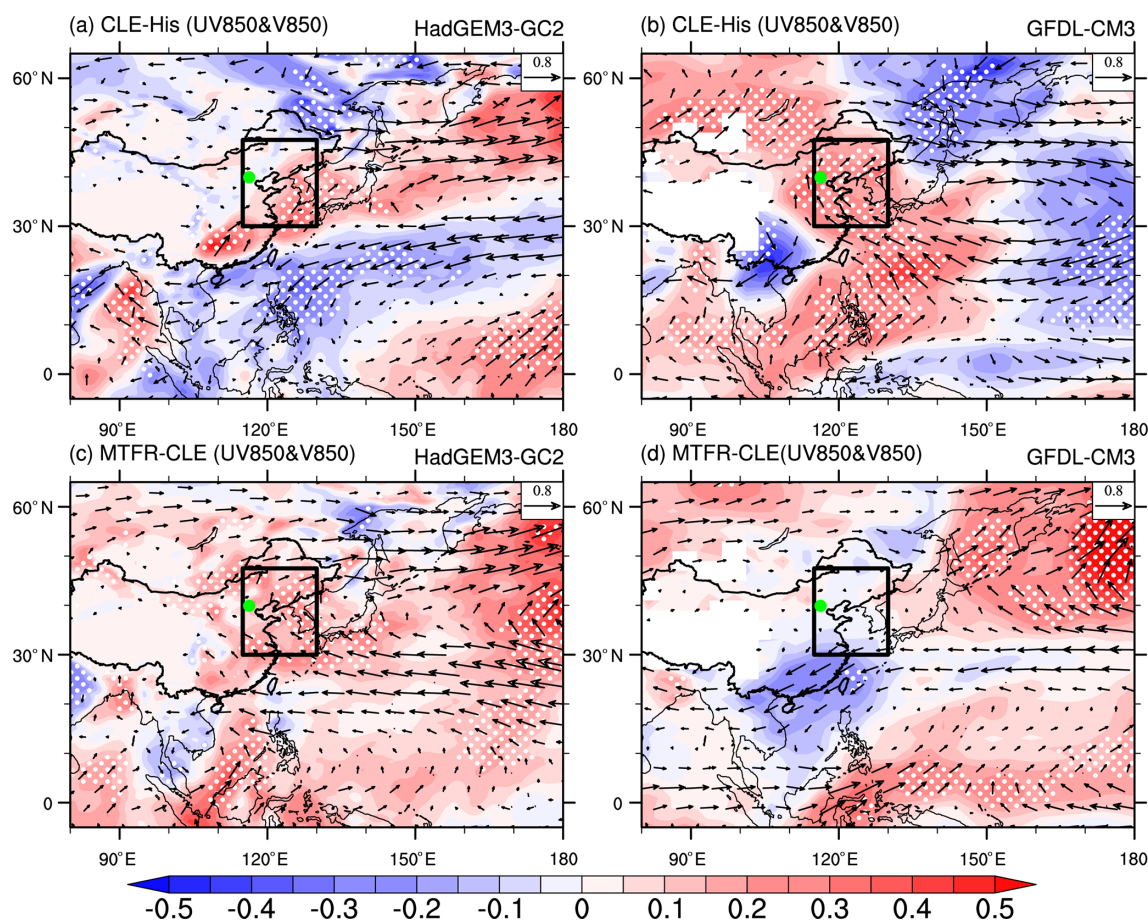 (a) CLE-His (UV850&V850) HadGEM3-GC2
(b) CLE-His (UV850&V850) GFDL-CM3
0.8
0.8
60°N
30°N
0
60°N
30°N
0
90°E 120°E 150°E 180
90°E 120°E 150°E 180
(c) MTFR-CLE (UV850&V850) HadGEM3-GC2
(d) MTFR-CLE(UV850&V850) GFDL-CM3
0.8
0.8
60°N
30°N
0
60°N
30°N
0
90°E 120°E 150°E 180
90°E 120°E 150°E 180
-0.5 -0.4 -0.3 -0.2 -0.1 0 0.1 0.2 0.3 0.4 0.5